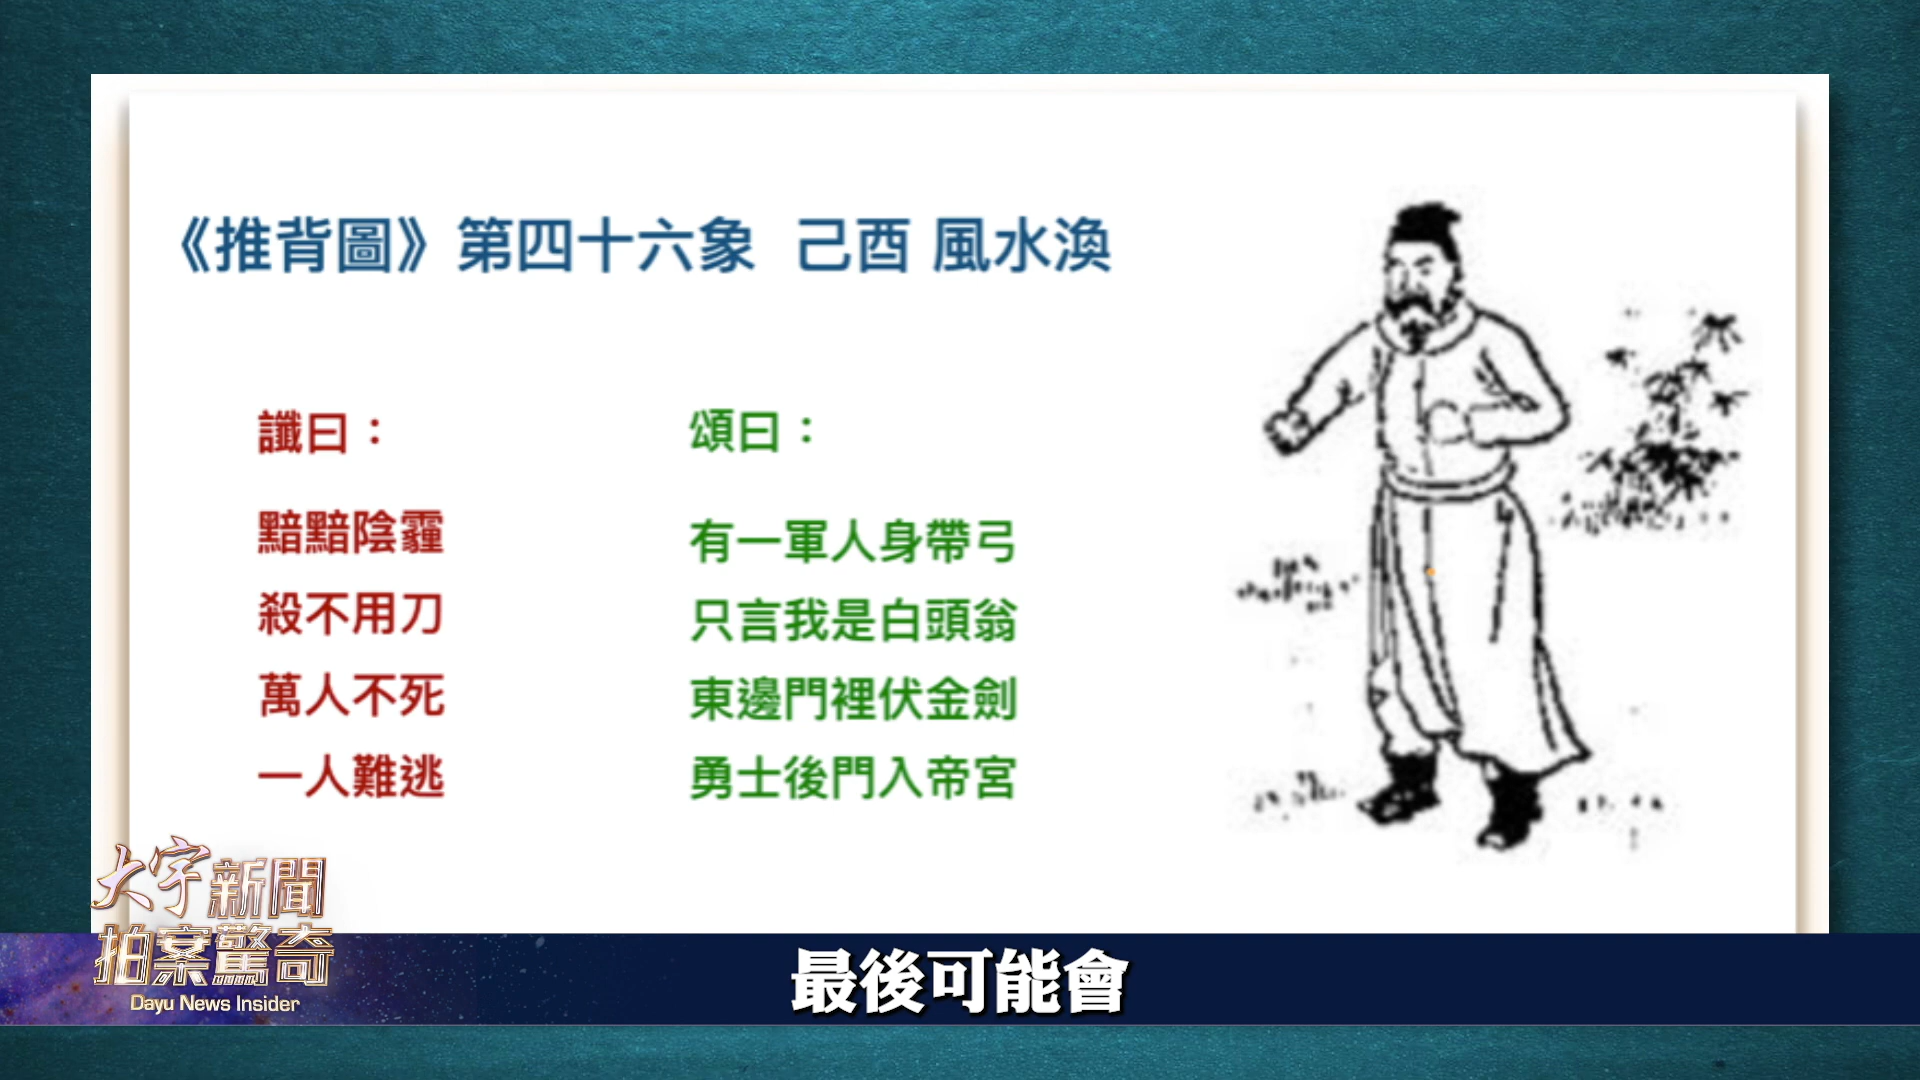 《推背圖》第四十六象 己酉 風水渙
讖曰：
黯黯陰霾
殺不用刀
萬人不死
一人難逃
頌曰：
有一軍人身帶弓
只言我是白頭翁
東邊門裡伏金劍
勇士後門入帝宮
大宇新聞
拍案驚奇
Dayu News Insider
最後可能會